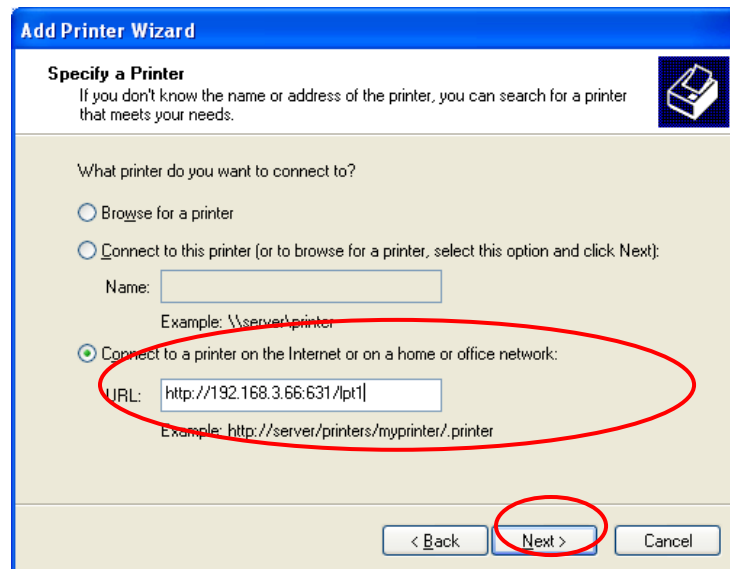 Add Printer Wizard
Specify a Printer
If you don't know the name or address of the printer, you can search for a printer
that meets your needs.
What printer do you want to connect to?
Browse for a printer
Connect to this printer (or to browse for a printer, select this option and click Next):
Name:
Example: \\server\printer
Connect to a printer on the Internet or on a home or office network:
URL: http://192.168.3.66:631/lpt1
Example: http://server/printers/myprinter/.printer
< Back Next > Cancel